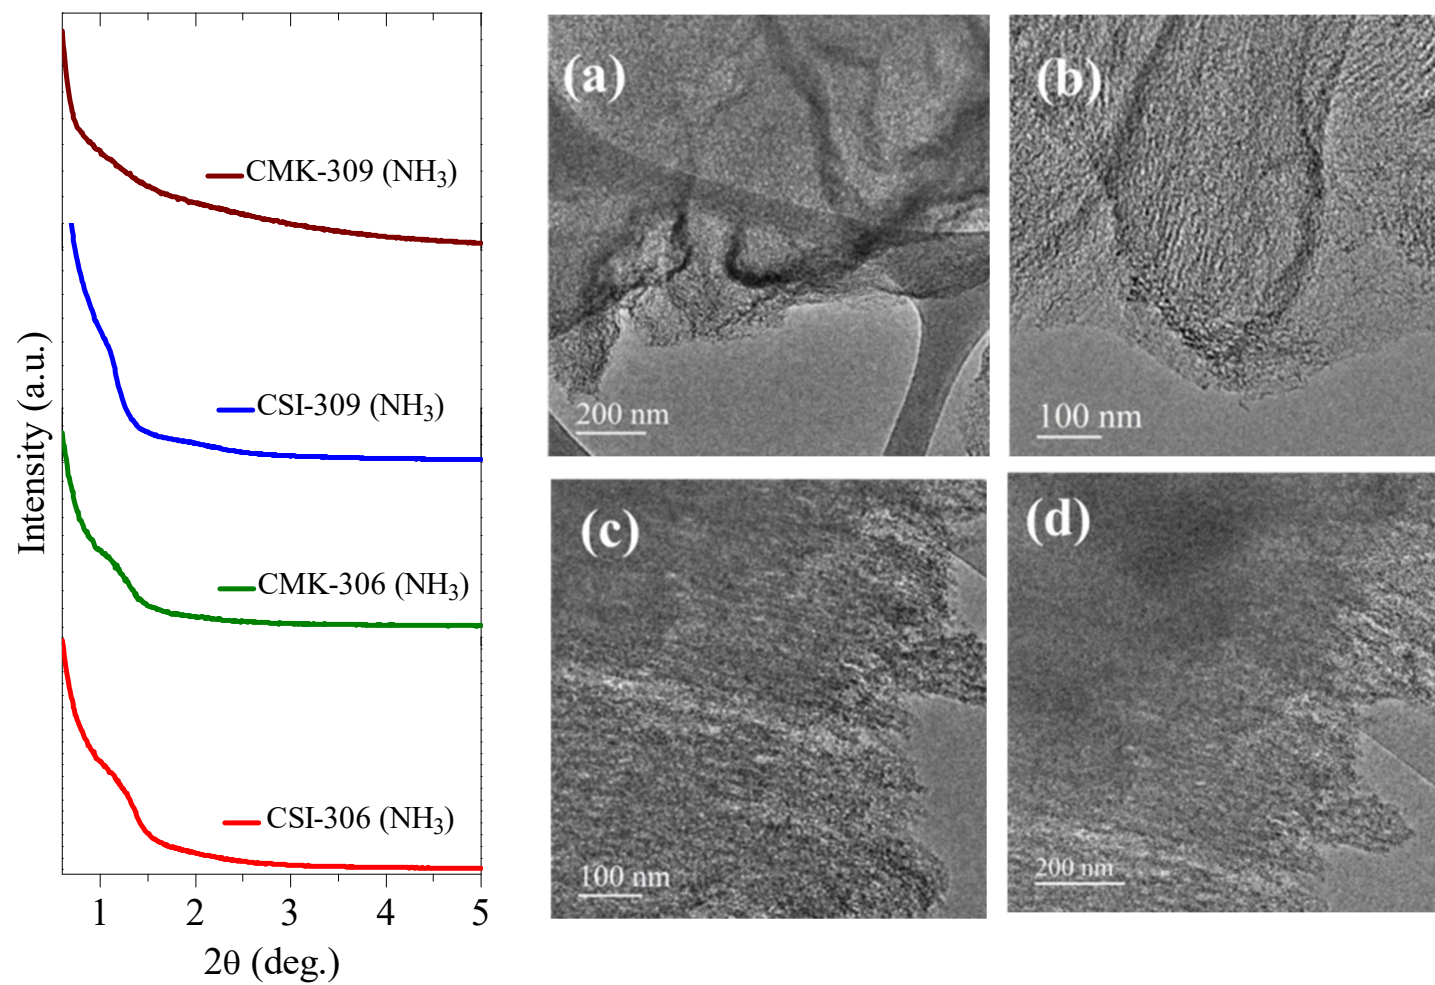 Intensity (a.u.)
CMK-309 (NH₃)
CSI-309 (NH₃)
CMK-306 (NH₃)
CSI-306 (NH₃)
1 2 3 4 5
2θ (deg.)
(a)
200 nm
(b)
100 nm
(c)
100 nm
(d)
200 nm